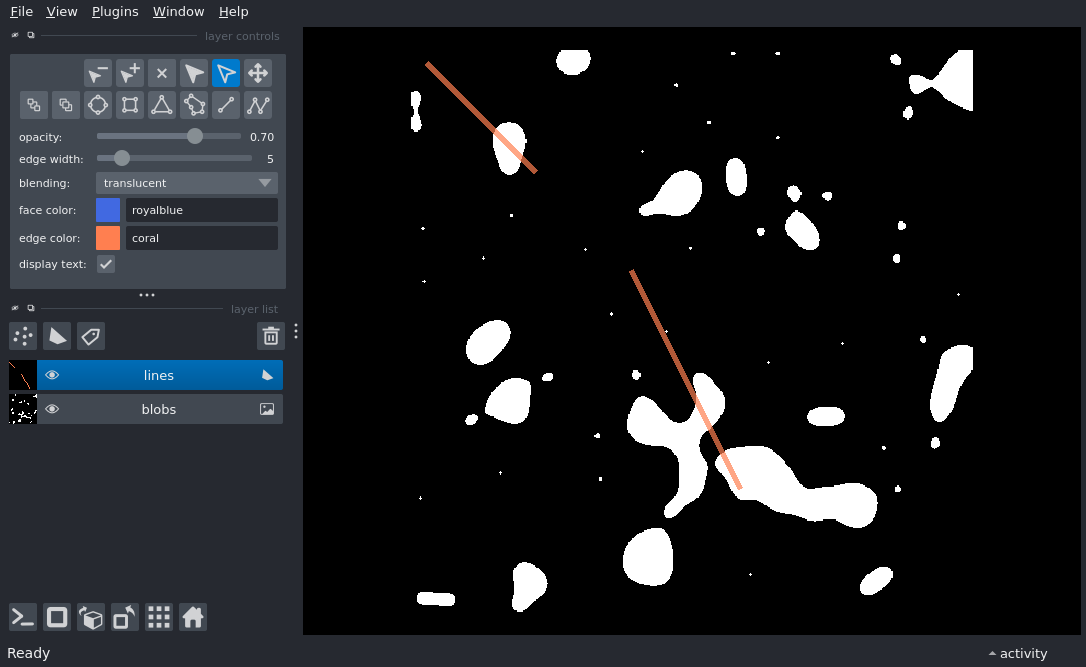 File View Plugins Window Help
layer controls
opacity: 0.70
edge width: 5
blending: translucent
face color: royalblue
edge color: coral
display text:
layer list
lines
blobs
Ready
activity